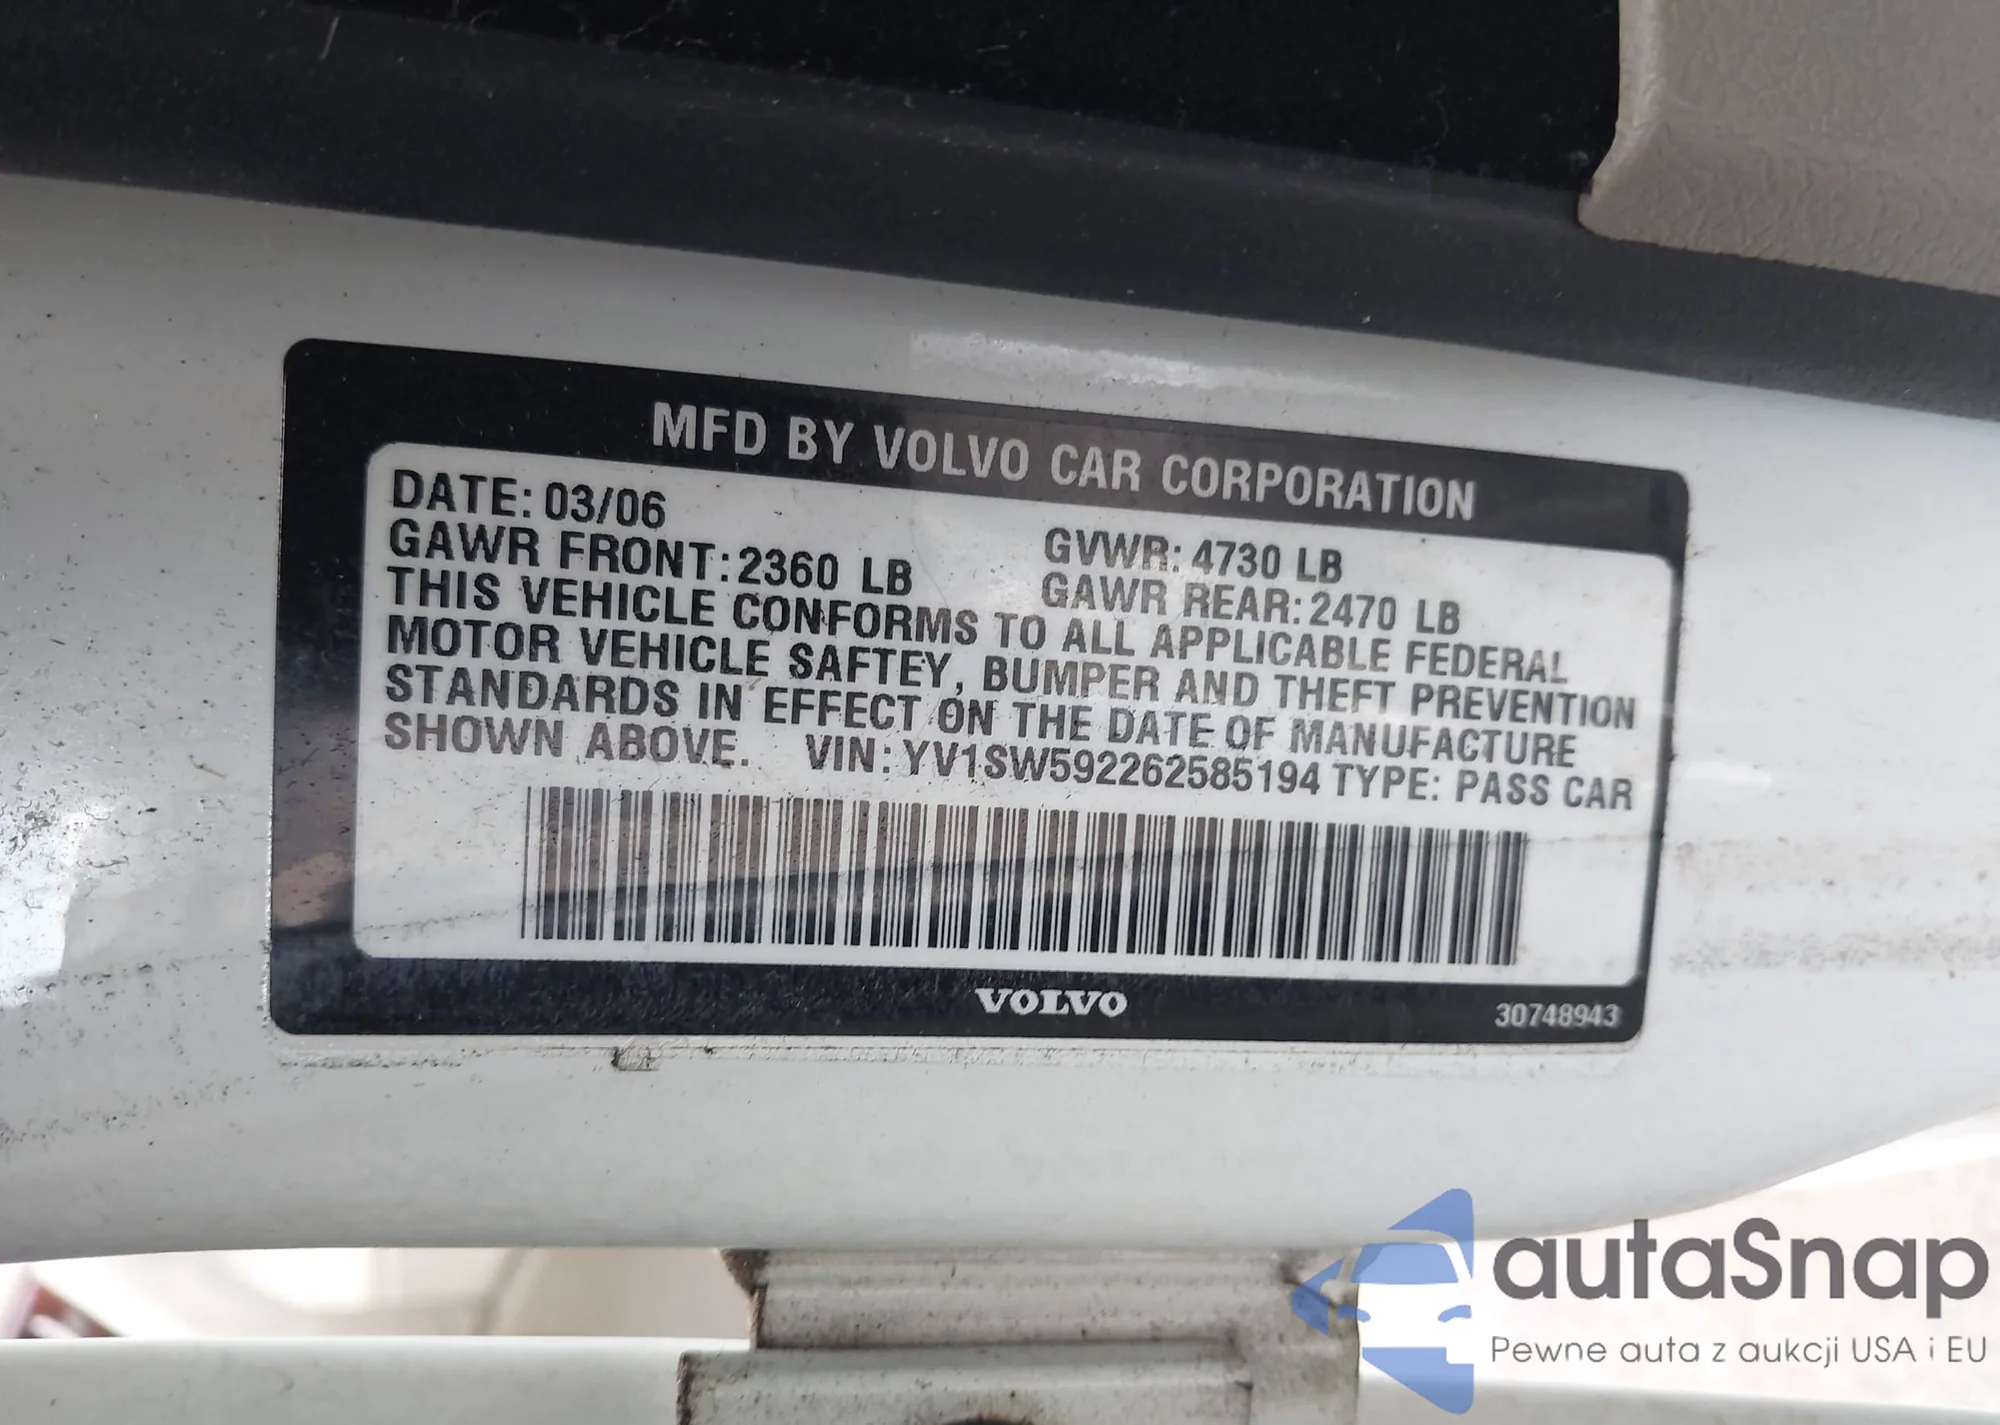 MFD BY VOLVO CAR CORPORATION
DATE: 03/06
GAWR FRONT: 2360 LB GVWR: 4730 LB
GAWR REAR: 2470 LB
THIS VEHICLE CONFORMS TO ALL APPLICABLE FEDERAL
MOTOR VEHICLE SAFTEY, BUMPER AND THEFT PREVENTION
STANDARDS IN EFFECT ON THE DATE OF MANUFACTURE
SHOWN ABOVE. VIN: YV1SW592262585194 TYPE: PASS CAR
VOLVO
30748943
autaSnap
Pewne auta z aukcji USA i EU